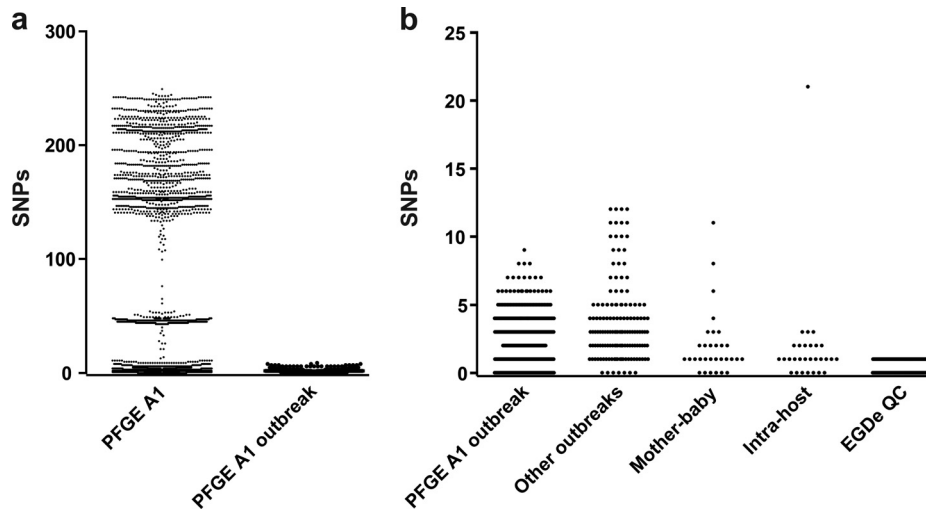 a
300
200
100
0
SNPs
PFGE A1
PFGE A1 outbreak
b
25
20
15
10
5
0
SNPs
PFGE A1 outbreak
Other outbreaks
Mother-baby
Intra-host
EGDe QC